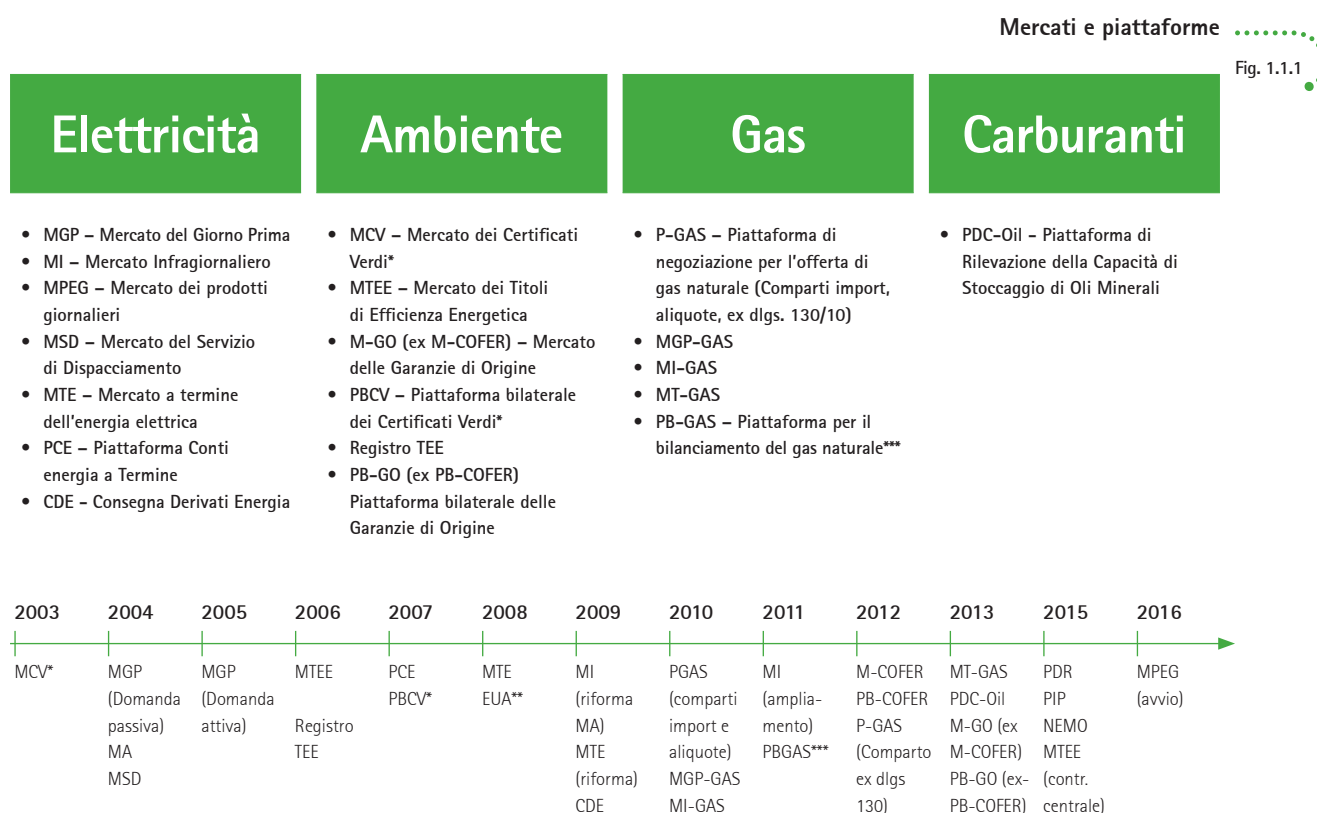 Mercati e piattaforme
Fig. 1.1.1
Elettricità
Ambiente
Gas
Carburanti
• MGP – Mercato del Giorno Prima
• MI – Mercato Infragiornaliero
• MPEG – Mercato dei prodotti
giornalieri
• MSD – Mercato del Servizio
di Dispacciamento
• MTE – Mercato a termine
dell'energia elettrica
• PCE – Piattaforma Conti
energia a Termine
• CDE - Consegna Derivati Energia
• MCV – Mercato dei Certificati
Verdi*
• MTEE – Mercato dei Titoli
di Efficienza Energetica
• M-GO (ex M-COFER) – Mercato
delle Garanzie di Origine
• PBCV – Piattaforma bilaterale
dei Certificati Verdi*
• Registro TEE
• PB-GO (ex PB-COFER)
Piattaforma bilaterale delle
Garanzie di Origine
• P-GAS – Piattaforma di
negoziazione per l'offerta di
gas naturale (Comparti import,
aliquote, ex dlgs. 130/10)
• MGP-GAS
• MI-GAS
• MT-GAS
• PB-GAS – Piattaforma per il
bilanciamento del gas naturale***
• PDC-Oil - Piattaforma di
Rilevazione della Capacità di
Stoccaggio di Oli Minerali
2003
MCV*
2004
MGP
(Domanda
passiva)
MA
MSD
2005
MGP
(Domanda
attiva)
2006
MTEE
Registro
TEE
2007
PCE
PBCV*
2008
MTE
EUA**
2009
MI
(riforma
MA)
MTE
(riforma)
CDE
2010
PGAS
(comparti
import e
aliquote)
MGP-GAS
MI-GAS
2011
MI
(amplia-
mento)
PBGAS***
2012
M-COFER
PB-COFER
P-GAS
(Comparto
ex dlgs
130)
2013
MT-GAS
PDC-Oil
M-GO (ex
M-COFER)
PB-GO (ex-
PB-COFER)
2015
PDR
PIP
NEMO
MTEE
(contr.
centrale)
2016
MPEG
(avvio)